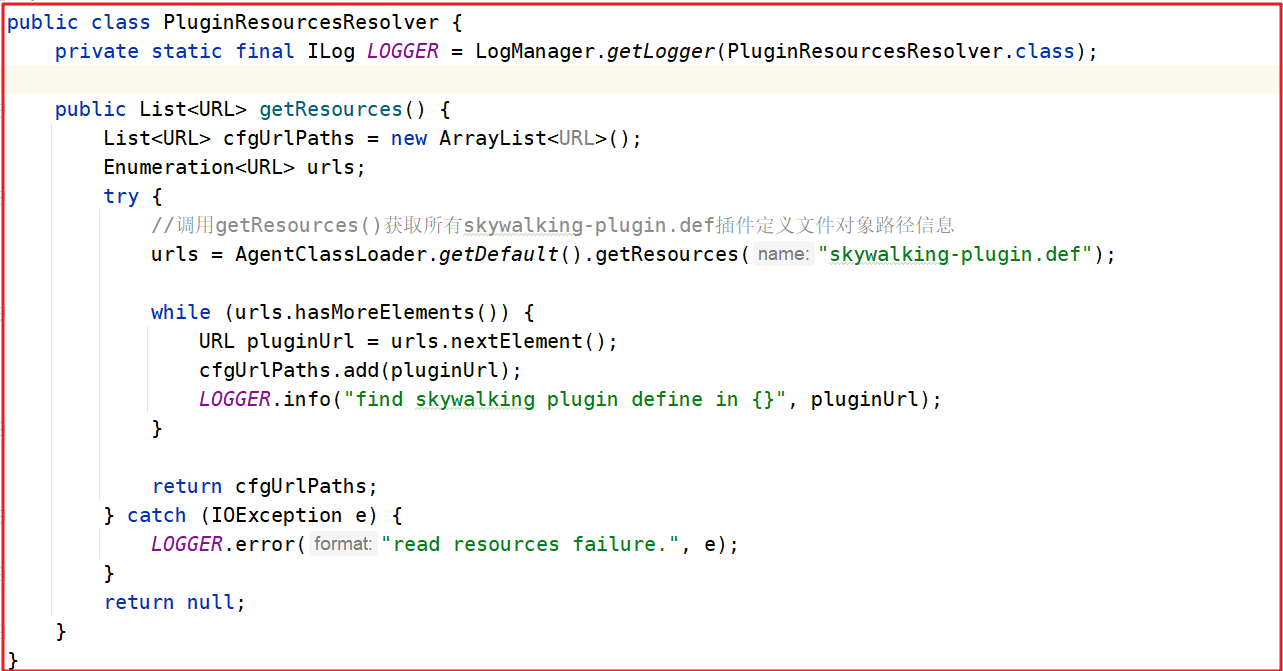 public class PluginResourcesResolver {
    private static final ILog LOGGER = LogManager.getLogger(PluginResourcesResolver.class);
    public List<URL> getResources() {
        List<URL> cfgUrlPaths = new ArrayList<URL>();
        Enumeration<URL> urls;
        try {
            //调用getResources()获取所有skywalking-plugin.def插件定义文件对象路径信息
            urls = AgentClassLoader.getDefault().getResources( name: "skywalking-plugin.def");
            while (urls.hasMoreElements()) {
                URL pluginUrl = urls.nextElement();
                cfgUrlPaths.add(pluginUrl);
                LOGGER.info("find skywalking plugin define in {}", pluginUrl);
            }
            return cfgUrlPaths;
        } catch (IOException e) {
            LOGGER.error( format: "read resources failure.", e);
        }
        return null;
    }
}